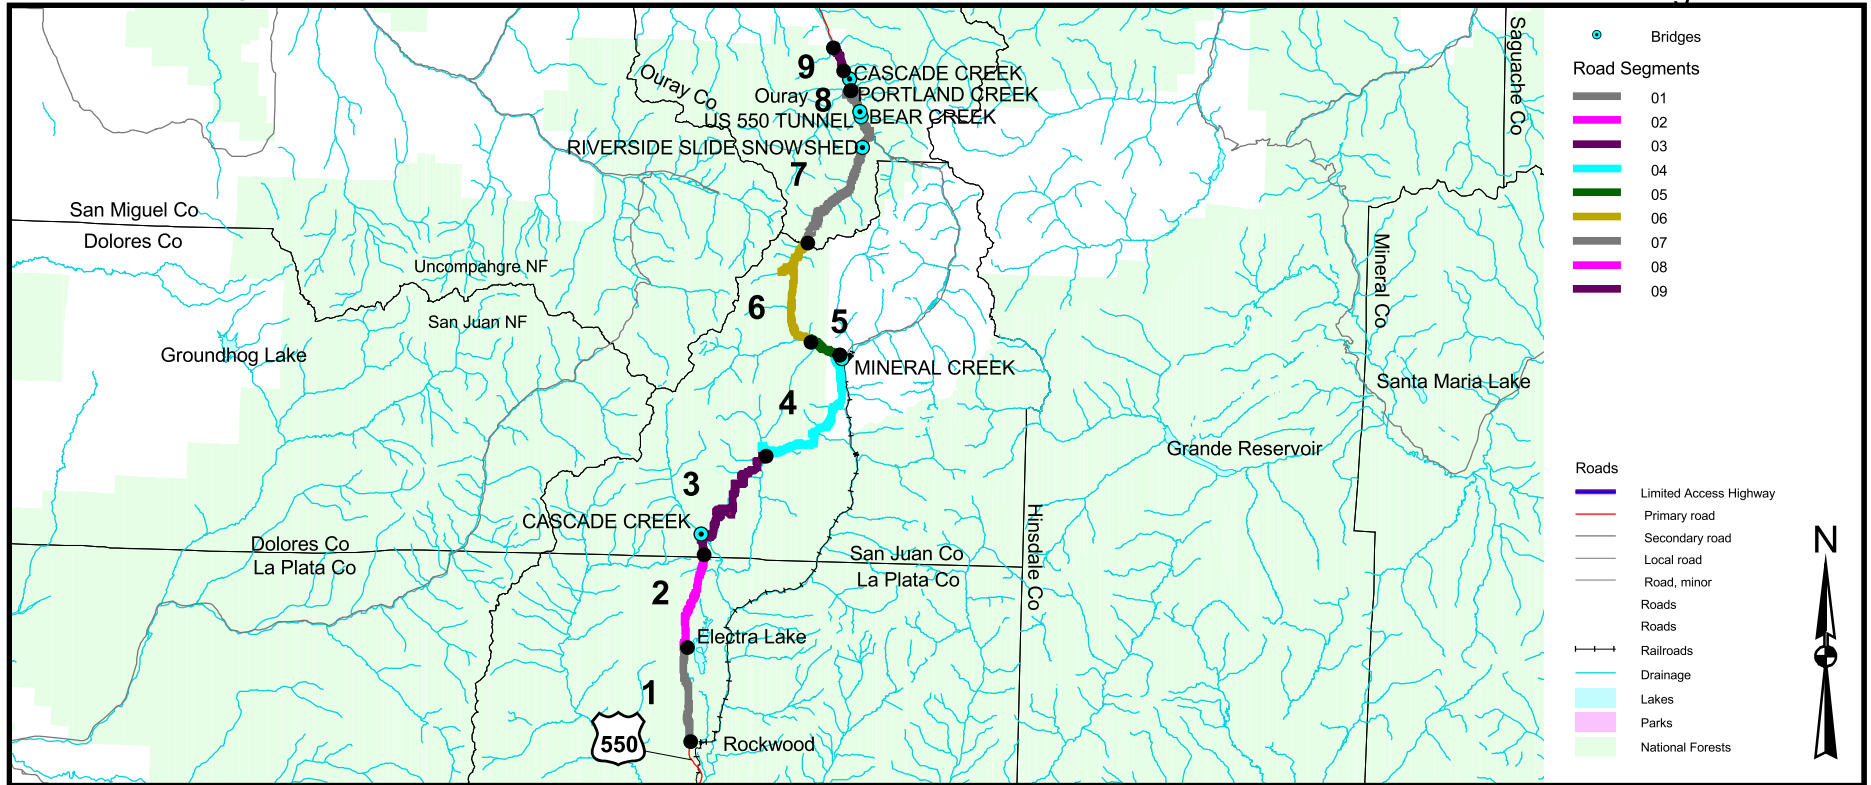 Saguache Co
Bridges
Road Segments
01
02
03
04
05
06
07
08
09
9
CASCADE CREEK
Ouray Co
Ouray
8
PORTLAND CREEK
US 550 TUNNEL
BEAR CREEK
RIVERSIDE SLIDE SNOWSHED
7
San Miguel Co
Dolores Co
Mineral Co
Uncompahgre NF
6
5
San Juan NF
Groundhog Lake
MINERAL CREEK
Santa Maria Lake
4
Grande Reservoir
3
CASCADE CREEK
Hinsdale Co
Dolores Co
La Plata Co
San Juan Co
La Plata Co
2
Electra Lake
1
550
Rockwood
Roads
Limited Access Highway
Primary road
Secondary road
Local road
Road, minor
Roads
Roads
Railroads
Drainage
Lakes
Parks
National Forests
N